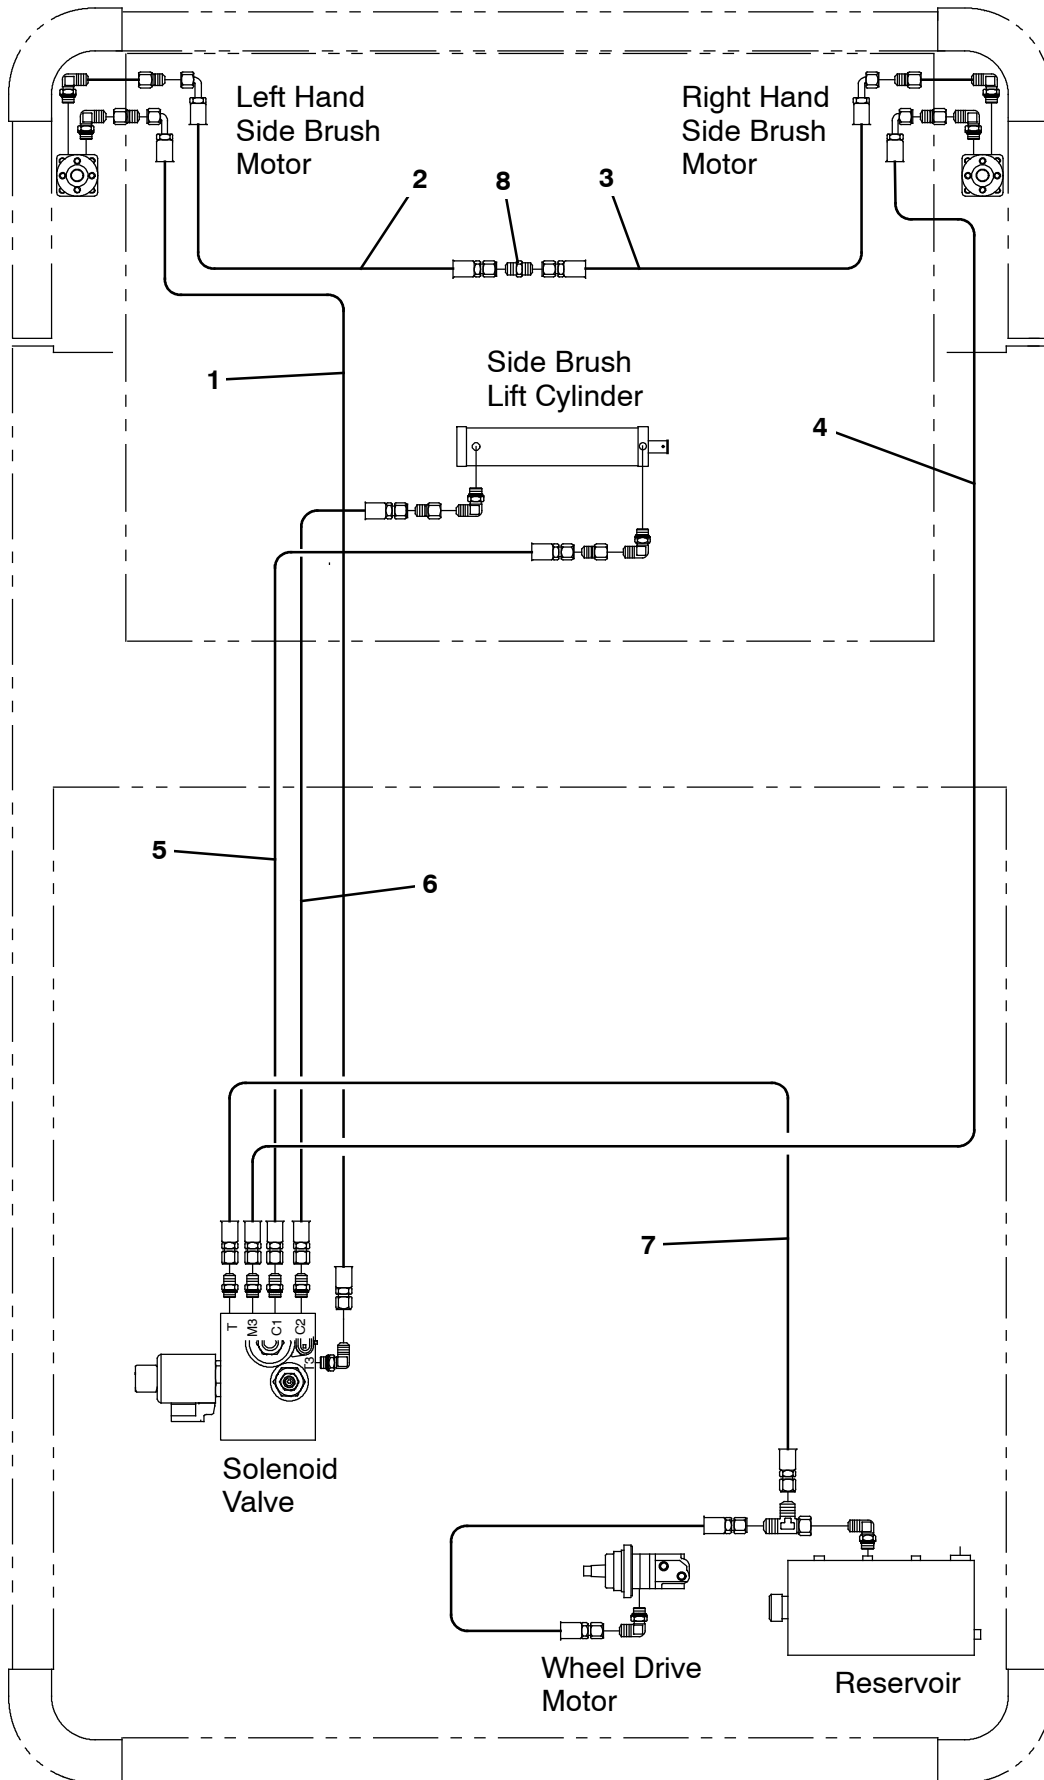 Left Hand
Side Brush
Motor
Right Hand
Side Brush
Motor
2
8
3
Side Brush
Lift Cylinder
1
4
5
6
7
T
M3
C1
C2
T3
Solenoid
Valve
Wheel Drive
Motor
Reservoir